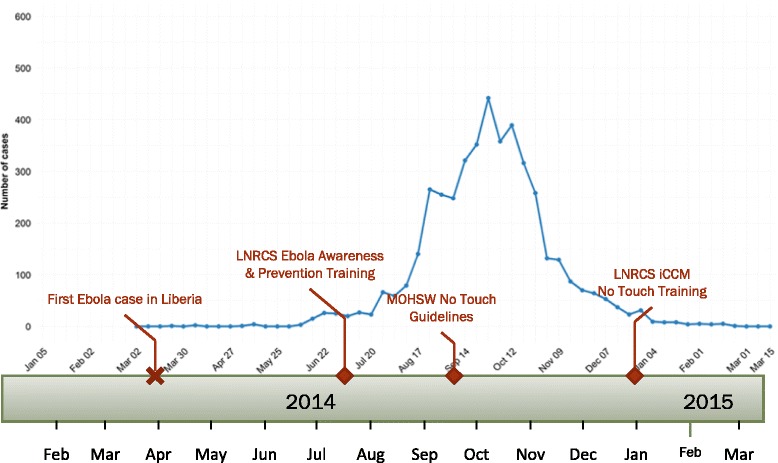 600
500
400
300
200
100
0
Number of cases
LNRCS Ebola Awareness
& Prevention Training
First Ebola case in Liberia
MOHSW No Touch
Guidelines
LNRCS iCCM
No Touch Training
Jan 05
Feb 02
Mar 02
Mar 30
Apr 27
May 25
Jun 22
Jul 20
Aug 17
Sep 14
Oct 12
Nov 09
Dec 07
Jan 04
Feb 01
Mar 01
Mar 15
2014
2015
Feb Mar Apr May Jun Jul Aug Sep Oct Nov Dec Jan Feb Mar